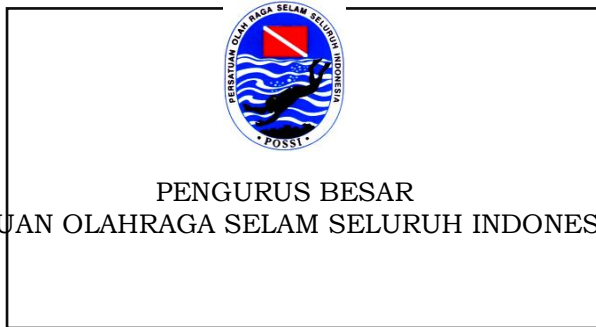 PERSATUAN OLAH RAGA SELAM SELURUH INDONESIA
POSSI
PENGURUS BESAR
UAN OLAHRAGA SELAM SELURUH INDONES